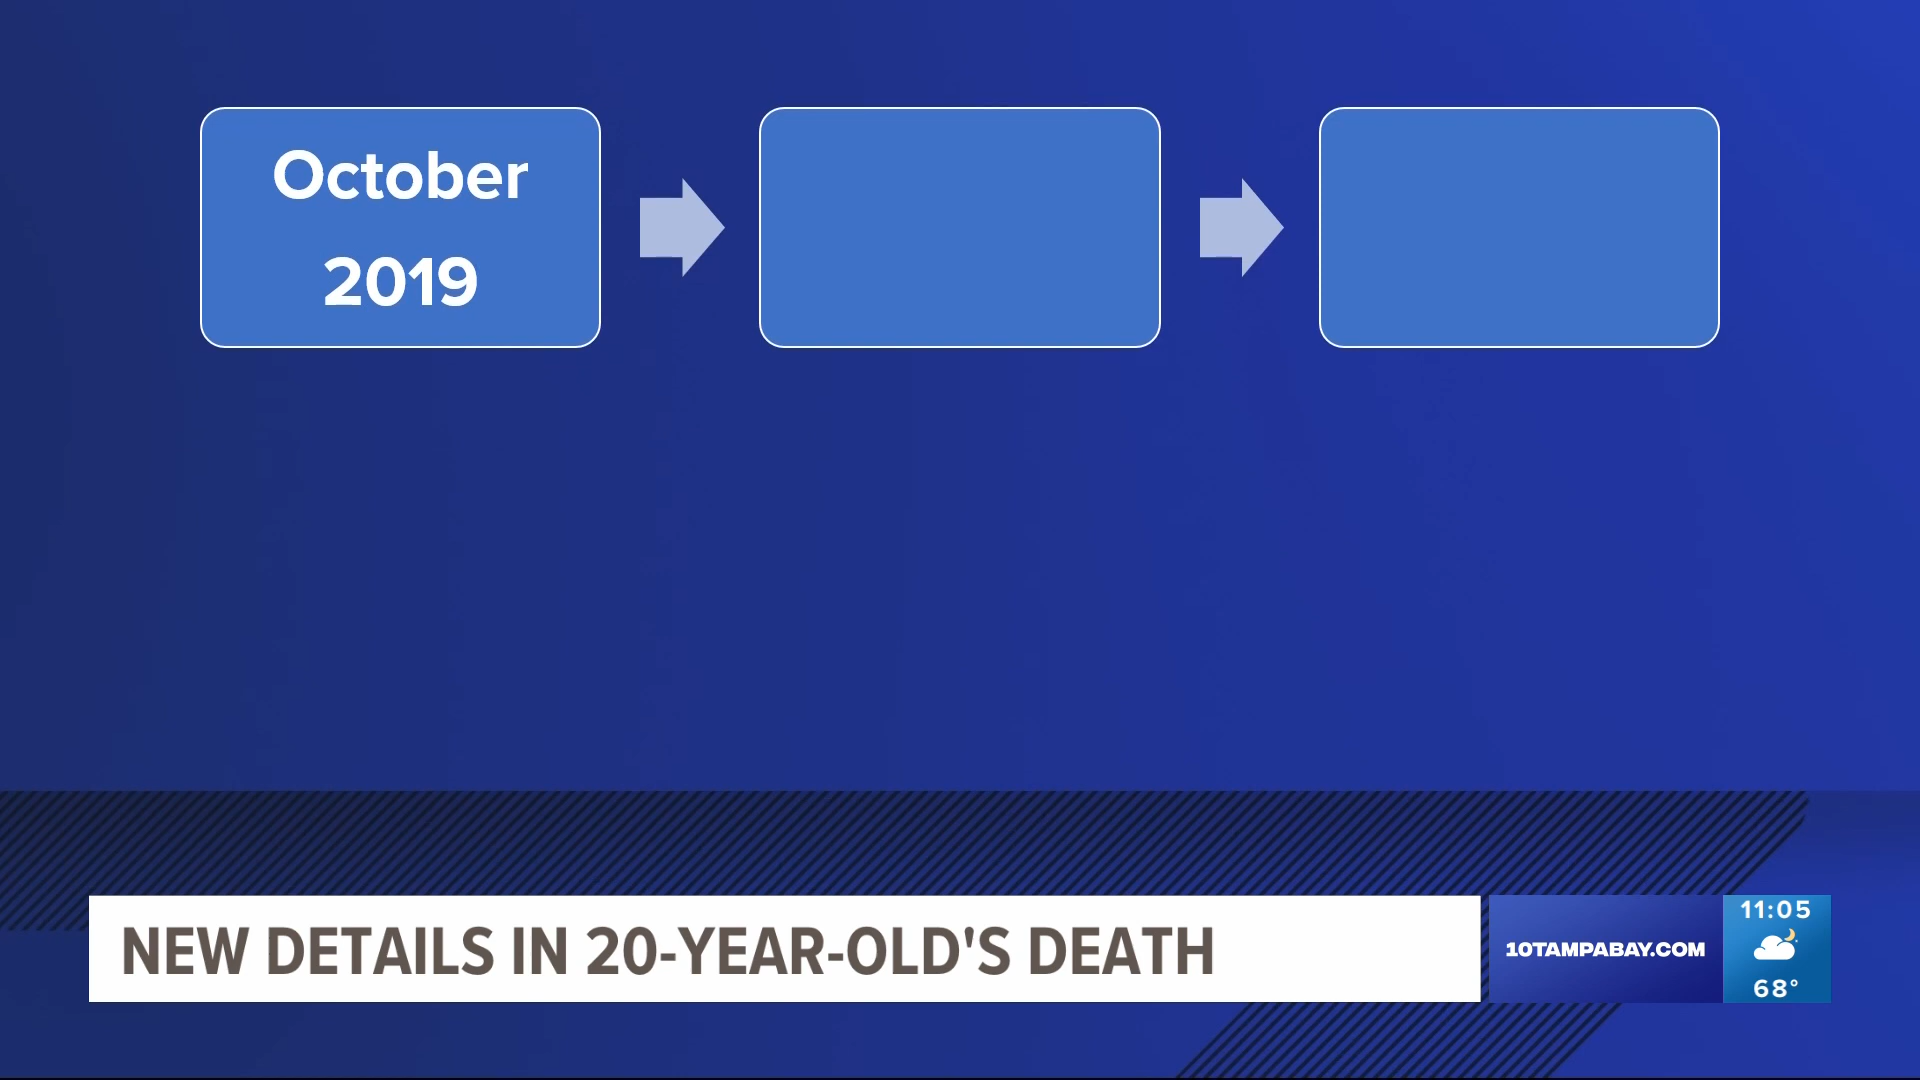 October
2019
NEW DETAILS IN 20-YEAR-OLD'S DEATH
10TAMPABAY.COM
11:05
68°